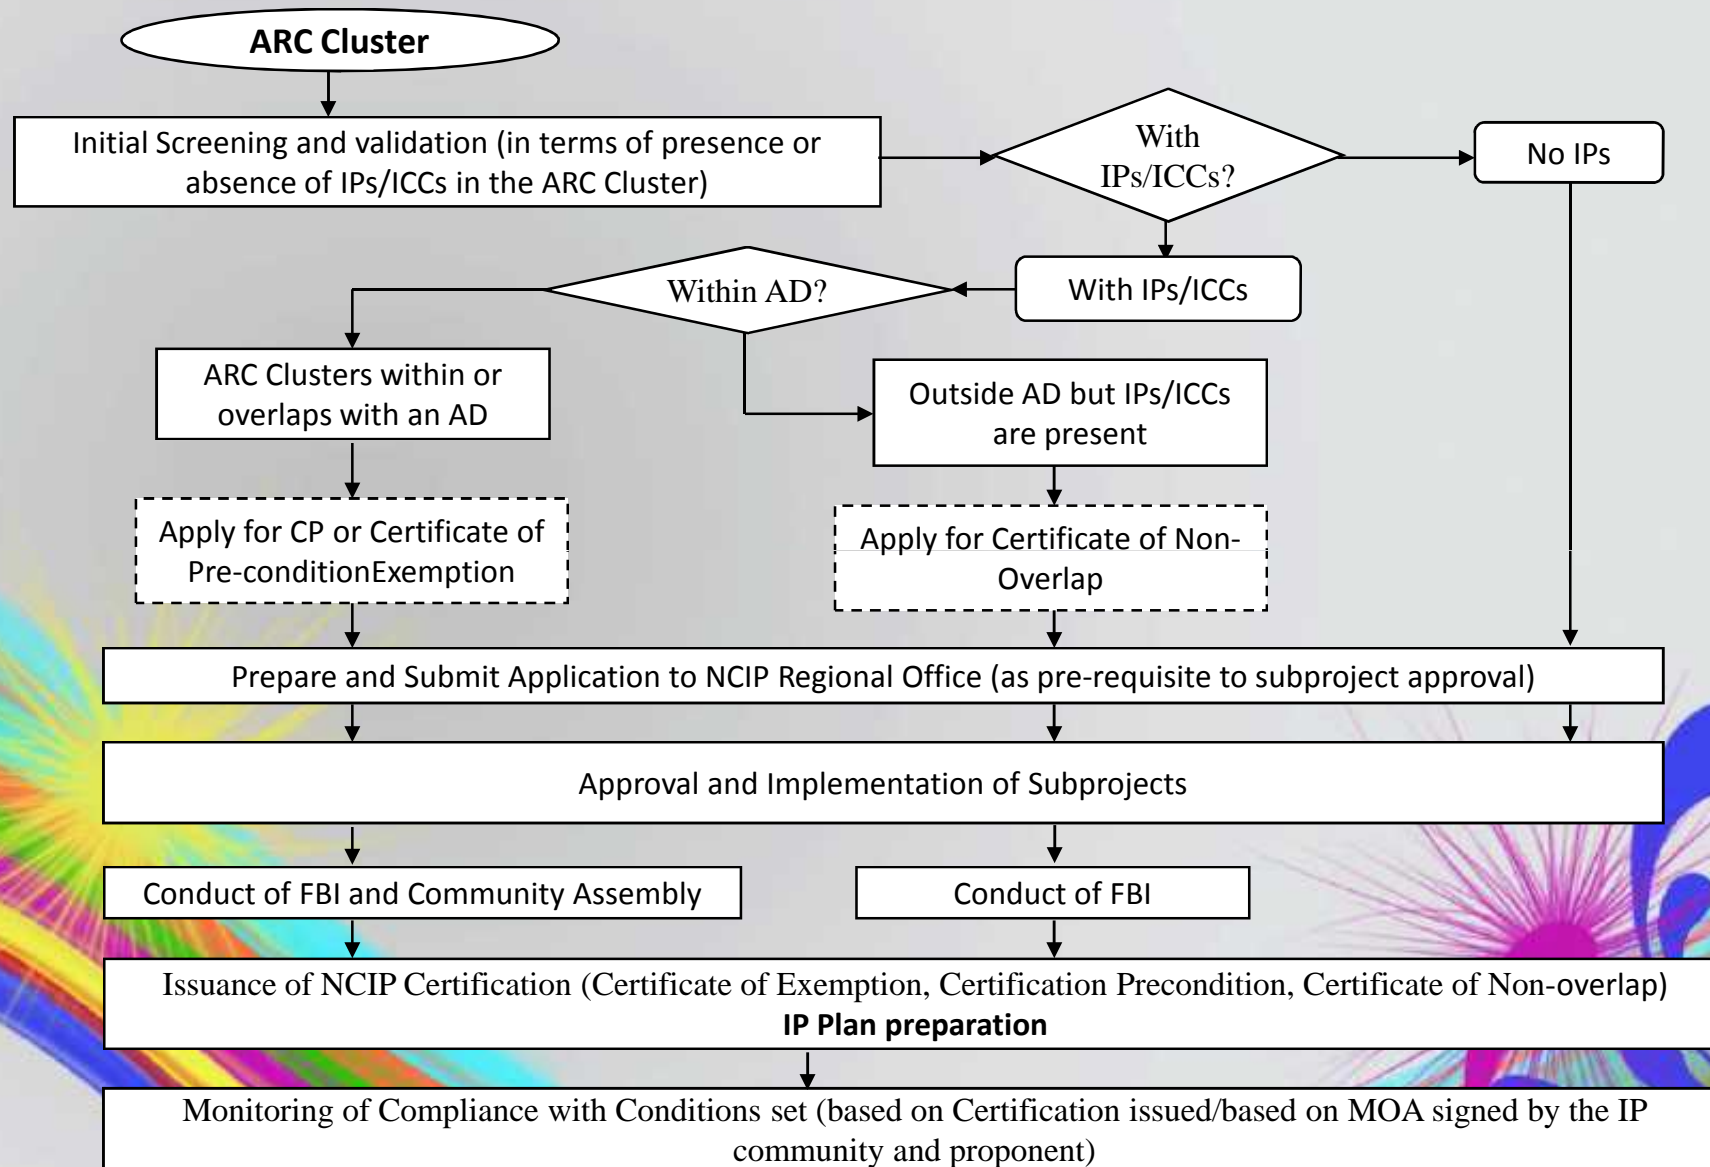 ARC Cluster
Initial Screening and validation (in terms of presence or
absence of IPs/ICCs in the ARC Cluster)
With
IPs/ICCs?
No IPs
Within AD?
With IPs/ICCs
ARC Clusters within or
overlaps with an AD
Outside AD but IPs/ICCs
are present
Apply for CP or Certificate of
Pre-conditionExemption
Apply for Certificate of Non-
Overlap
Prepare and Submit Application to NCIP Regional Office (as pre-requisite to subproject approval)
Approval and Implementation of Subprojects
Conduct of FBI and Community Assembly
Conduct of FBI
Issuance of NCIP Certification (Certificate of Exemption, Certification Precondition, Certificate of Non-overlap)
IP Plan preparation
Monitoring of Compliance with Conditions set (based on Certification issued/based on MOA signed by the IP
community and proponent)